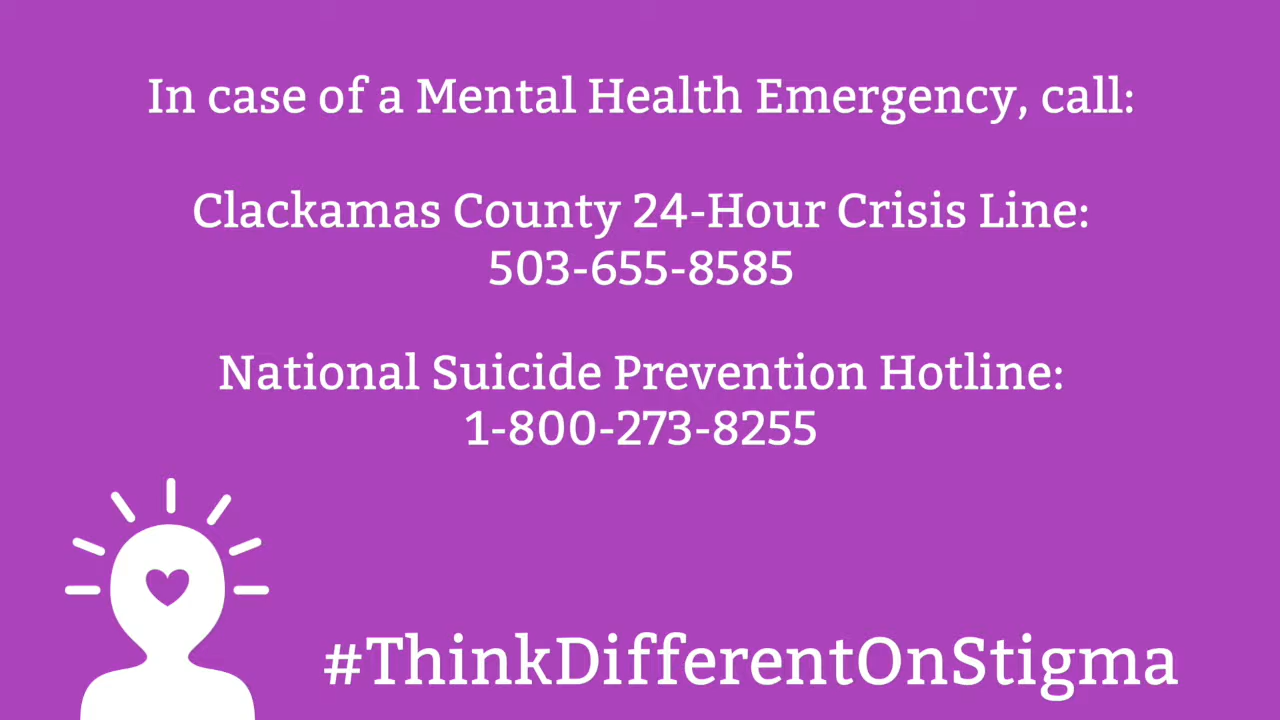 In case of a Mental Health Emergency, call:
Clackamas County 24-Hour Crisis Line:
503-655-8585
National Suicide Prevention Hotline:
1-800-273-8255
#ThinkDifferentOnStigma